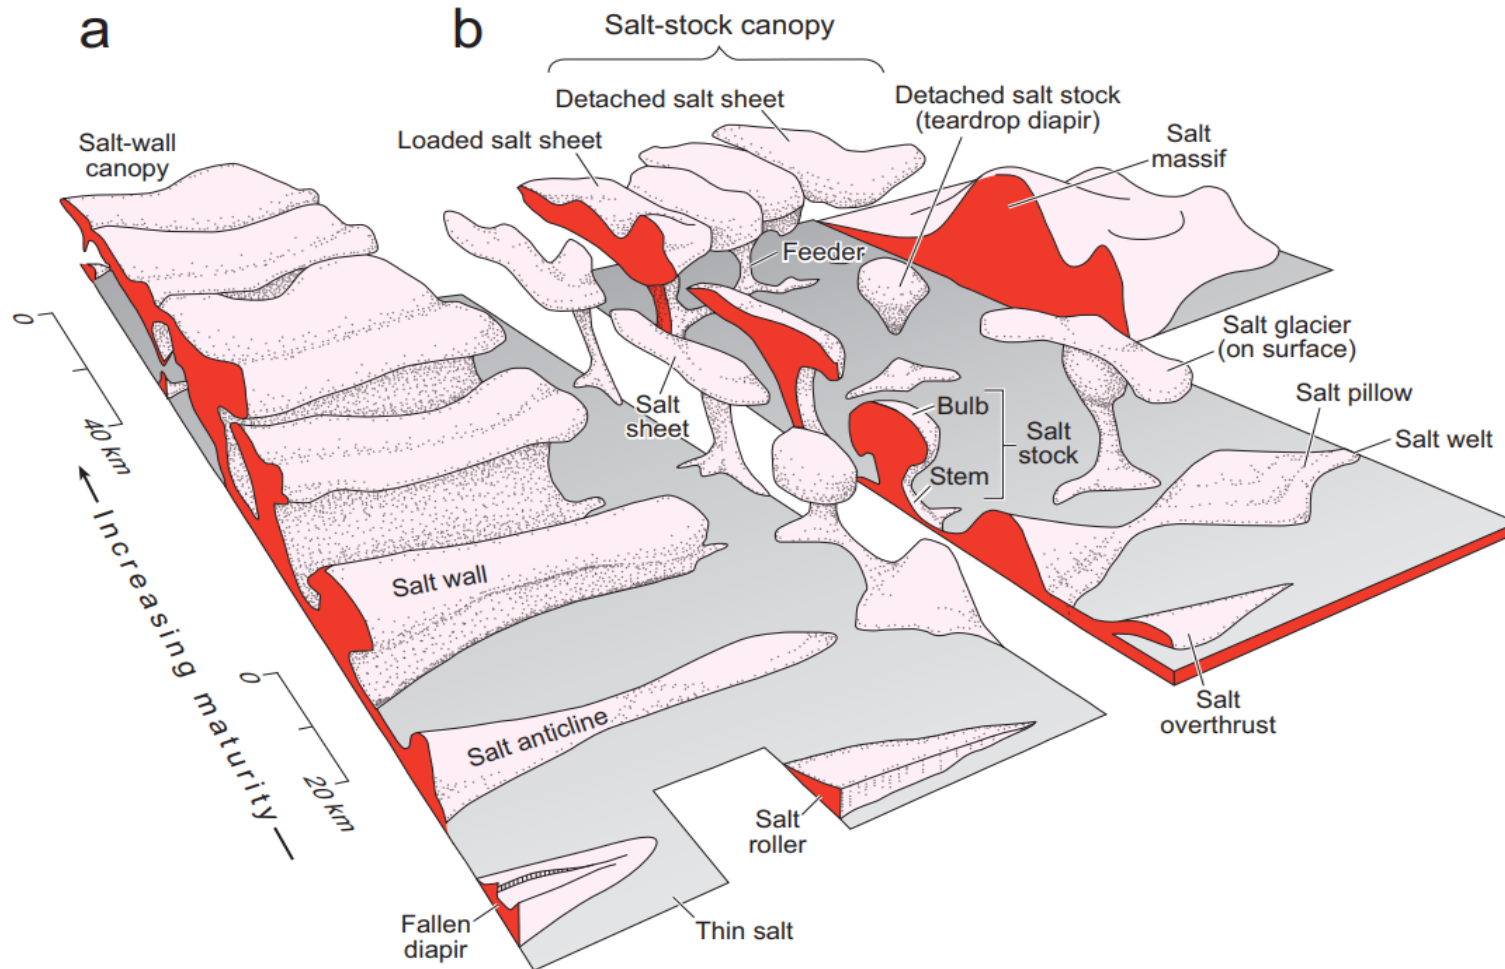 a
b
Salt-stock canopy
Detached salt sheet
Detached salt stock
(teardrop diapir)
Loaded salt sheet
Salt-wall
canopy
Salt
massif
Feeder
0
Salt glacier
(on surface)
Salt
sheet
Salt pillow
Bulb
Salt
stock
Salt welt
40 km
Stem
Increasing maturity
Salt wall
0
Salt
overthrust
Salt anticline
20 km
Salt
roller
Fallen
diapir
Thin salt